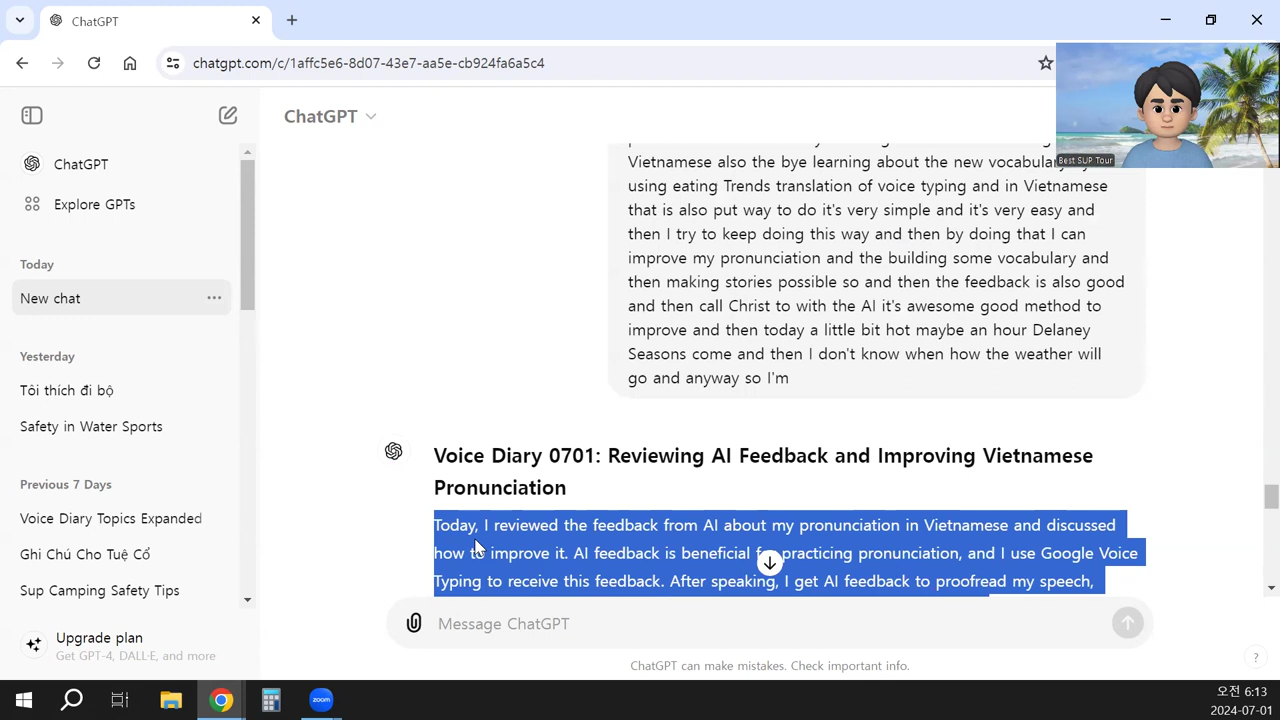 ChatGPT
chatgpt.com/c/1affc5e6-8d07-43e7-aa5e-cb924fa6a5c4
Best SUP Tour
ChatGPT
ChatGPT
Explore GPTs
Today
New chat
Yesterday
Tôi thích đi bộ
Safety in Water Sports
Previous 7 Days
Voice Diary Topics Expanded
Ghi Chú Cho Tuệ Cổ
Sup Camping Safety Tips
Upgrade plan
Get GPT-4, DALL·E, and more
Vietnamese also the bye learning about the new vocabulary
using eating Trends translation of voice typing and in Vietnamese
that is also put way to do it's very simple and it's very easy and
then I try to keep doing this way and then by doing that I can
improve my pronunciation and the building some vocabulary and
then making stories possible so and then the feedback is also good
and then call Christ to with the AI it's awesome good method to
improve and then today a little bit hot maybe an hour Delaney
Seasons come and then I don't know when how the weather will
go and anyway so I'm
Voice Diary 0701: Reviewing AI Feedback and Improving Vietnamese
Pronunciation
Today, I reviewed the feedback from AI about my pronunciation in Vietnamese and discussed
how to improve it. AI feedback is beneficial for practicing pronunciation, and I use Google Voice
Typing to receive this feedback. After speaking, I get AI feedback to proofread my speech,
Message ChatGPT
ChatGPT can make mistakes. Check important info.
?
zoom
오전 6:13
2024-07-01